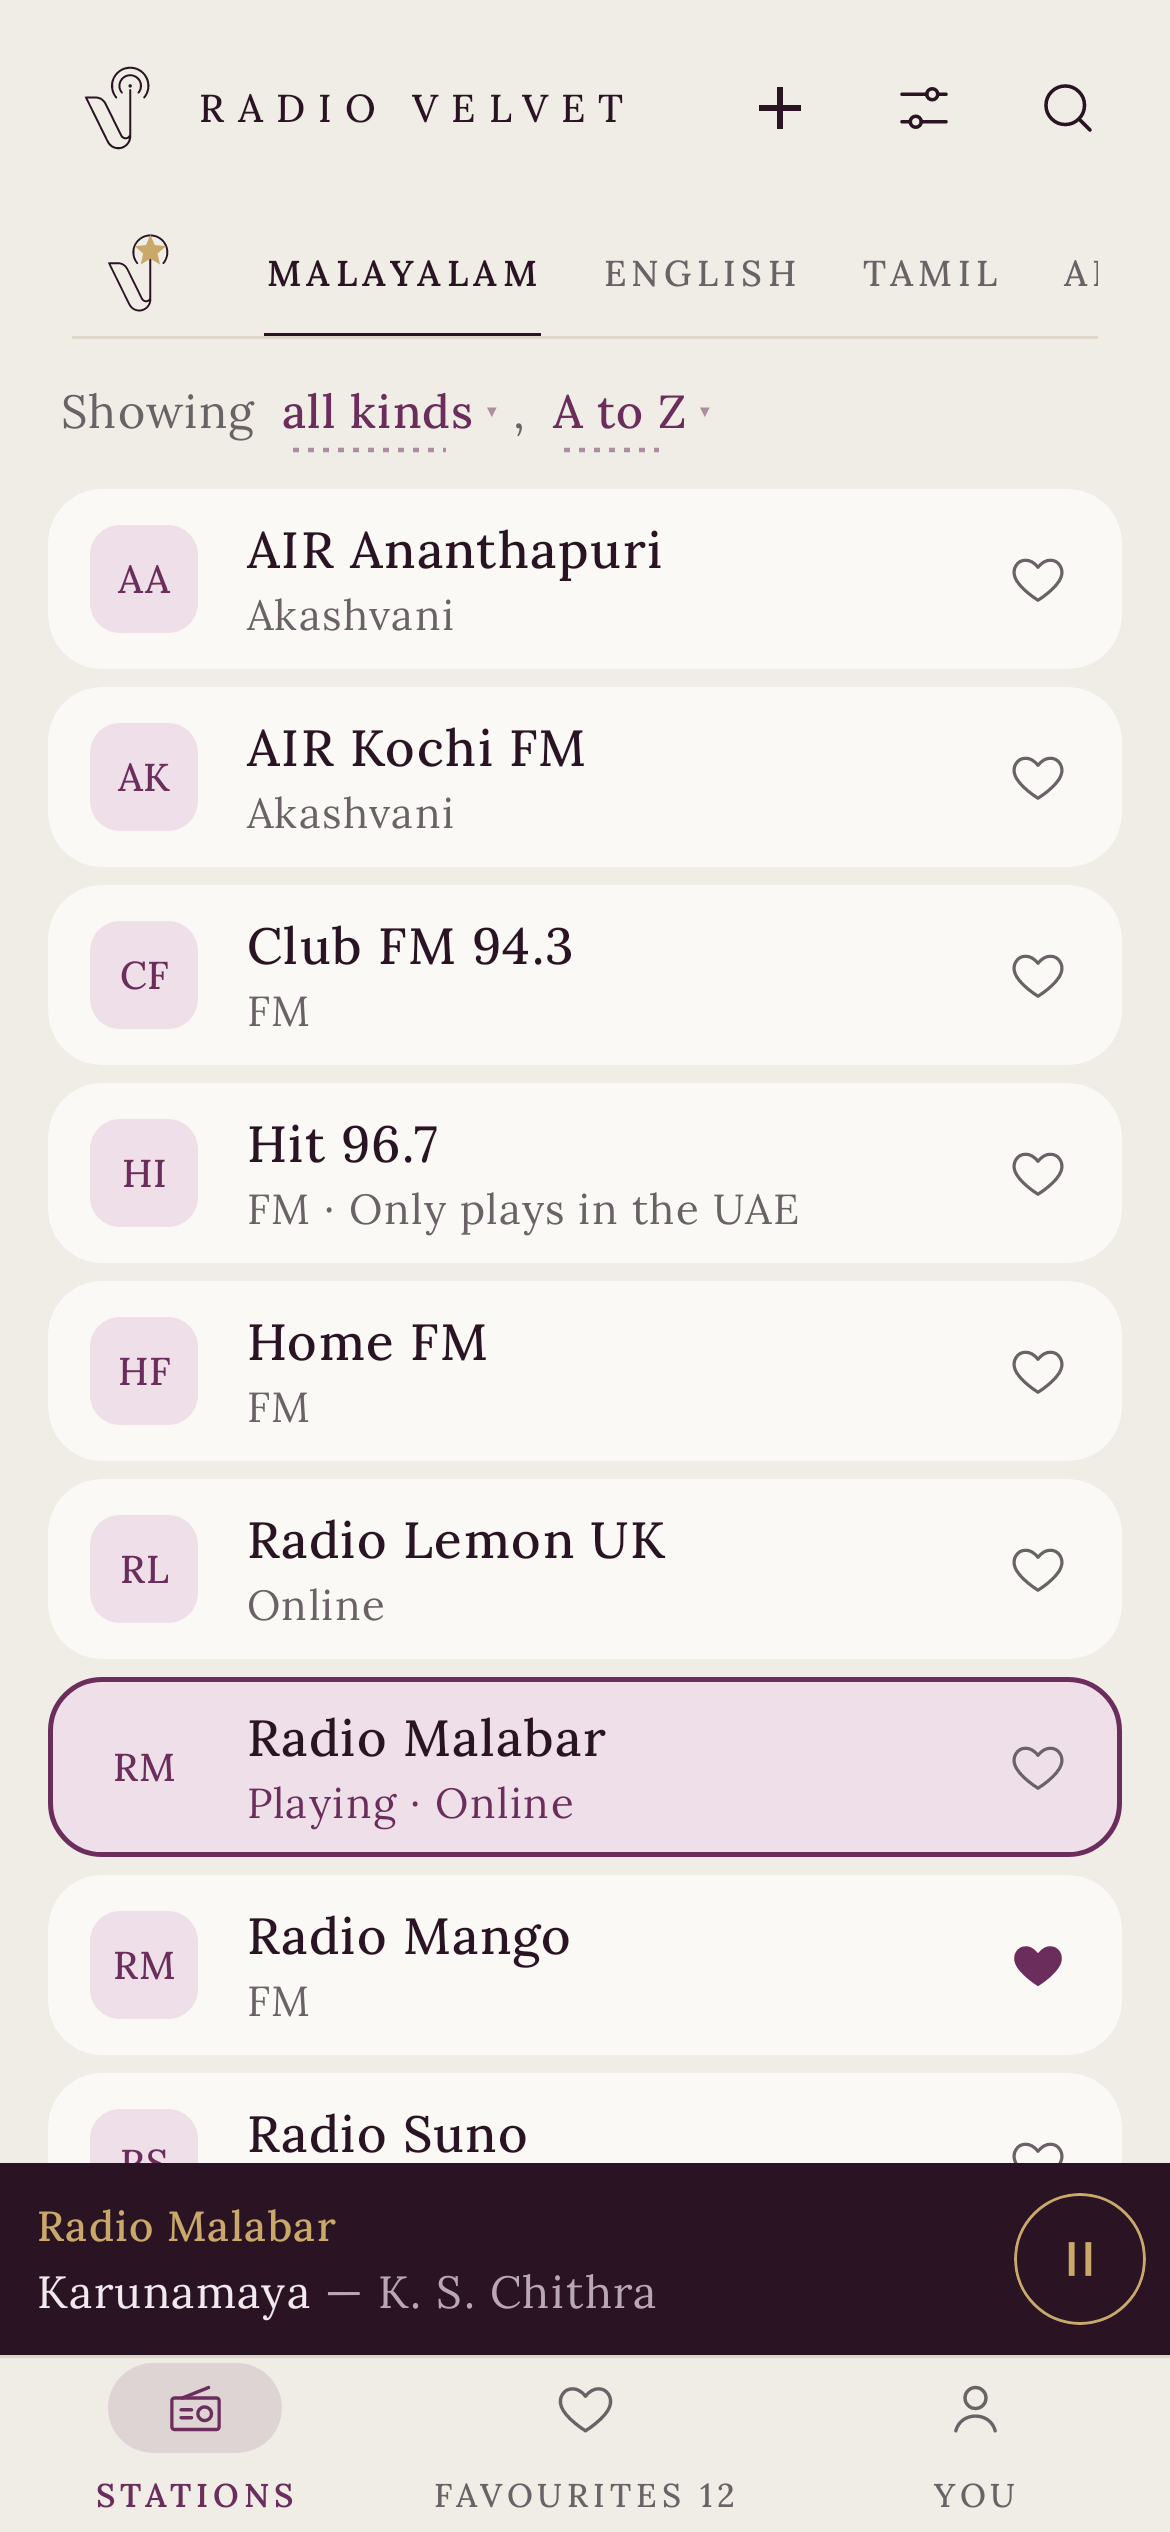 RADIO VELVET
MALAYALAM ENGLISH TAMIL
Showing all kinds ▾ , A to Z ▾
AA
AIR Ananthapuri
Akashvani
AK
AIR Kochi FM
Akashvani
CF
Club FM 94.3
FM
HI
Hit 96.7
FM · Only plays in the UAE
HF
Home FM
FM
RL
Radio Lemon UK
Online
RM
Radio Malabar
Playing · Online
RM
Radio Mango
FM
RS
Radio Suno
Radio Malabar
Karunamaya — K. S. Chithra
STATIONS FAVOURITES 12 YOU